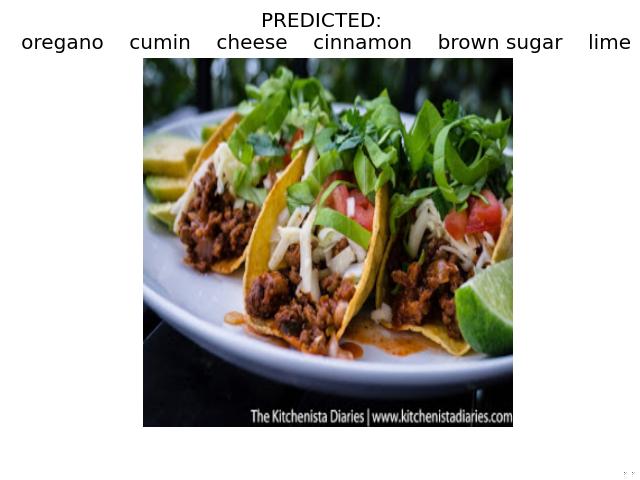 PREDICTED:
oregano cumin cheese cinnamon brown sugar lime
The Kitchenista Diaries | www.kitchenistadiaries.com